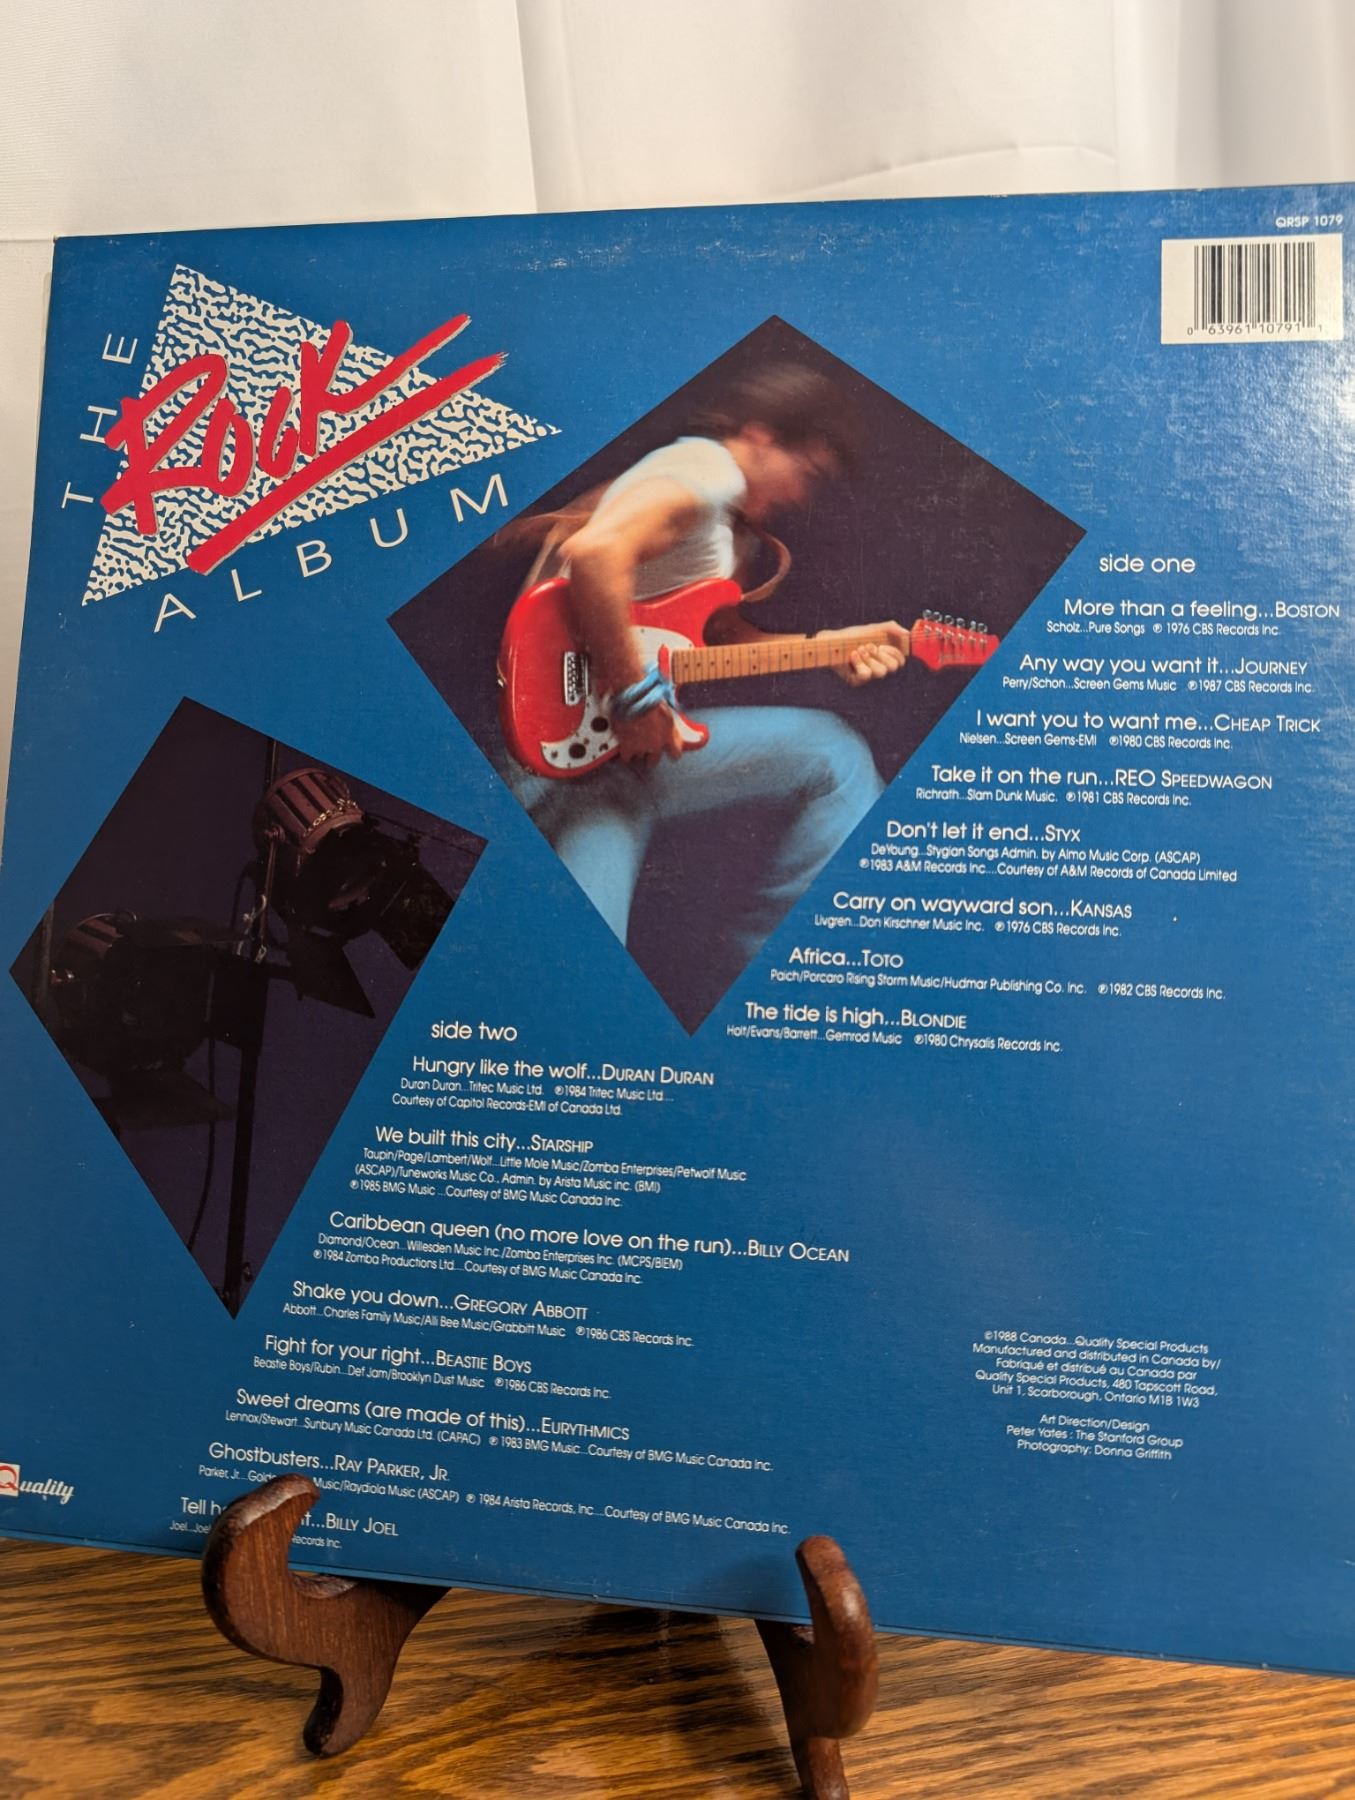 QRSP 1079
0 63961 10791 1
THE
ROCK
ALBUM
side one
More than a feeling...BOSTON
Scholz...Pure Songs ℗ 1976 CBS Records Inc.
Any way you want it...JOURNEY
Perry/Schon...Screen Gems Music ℗1987 CBS Records Inc.
I want you to want me...CHEAP TRICK
Nielsen...Screen Gems-EMI ℗1980 CBS Records Inc.
Take it on the run...REO SPEEDWAGON
Richrath...Slam Dunk Music. ℗1981 CBS Records Inc.
Don't let it end...STYX
DeYoung...Stygian Songs Admin. by Almo Music Corp. (ASCAP)
℗1983 A&M Records Inc....Courtesy of A&M Records of Canada Limited
Carry on wayward son...KANSAS
Livgren...Don Kirschner Music Inc. ℗1976 CBS Records Inc.
Africa...TOTO
Paich/Porcaro Rising Storm Music/Hudmar Publishing Co. Inc. ℗1982 CBS Records Inc.
The tide is high...BLONDIE
Holt/Evans/Barrett...Gemrod Music ℗1980 Chrysalis Records Inc.
side two
Hungry like the wolf...DURAN DURAN
Duran Duran...Tritec Music Ltd. ℗1984 Tritec Music Ltd....
Courtesy of Capitol Records-EMI of Canada Ltd.
We built this city...STARSHIP
Taupin/Page/Lambert/Wolf...Little Mole Music/Zomba Enterprises/Petwolf Music
(ASCAP)/Tuneworks Music Co., Admin. by Arista Music Inc. (BMI)
℗1985 BMG Music ...Courtesy of BMG Music Canada Inc.
Caribbean queen (no more love on the run)...BILLY OCEAN
Diamond/Ocean...Willesden Music Inc./Zomba Enterprises Inc. (MCPS/BIEM)
℗1984 Zomba Productions Ltd....Courtesy of BMG Music Canada Inc.
Shake you down...GREGORY ABBOTT
Abbott...Charles Family Music/Alli Bee Music/Grabbitt Music ℗1986 CBS Records Inc.
Fight for your right...BEASTIE BOYS
Beastie Boys/Rubin...Def Jam/Brooklyn Dust Music ℗1986 CBS Records Inc.
Sweet dreams (are made of this)...EURYTHMICS
Lennox/Stewart...Sunbury Music Canada Ltd. (CAPAC) ℗1983 BMG Music...Courtesy of BMG Music Canada Inc.
Ghostbusters...RAY PARKER, JR.
Parker, Jr... Music/Raydiola Music (ASCAP) ℗ 1984 Arista Records, Inc....Courtesy of BMG Music Canada Inc.
Tell ...BILLY JOEL
Joel... Records Inc.
©1988 Canada...Quality Special Products
Manufactured and distributed in Canada by/
Fabriqué et distribué au Canada par
Quality Special Products, 480 Tapscott Road,
Unit 1, Scarborough, Ontario M1B 1W3
Art Direction/Design
Peter Yates : The Stanford Group
Photography: Donna Griffith
Quality